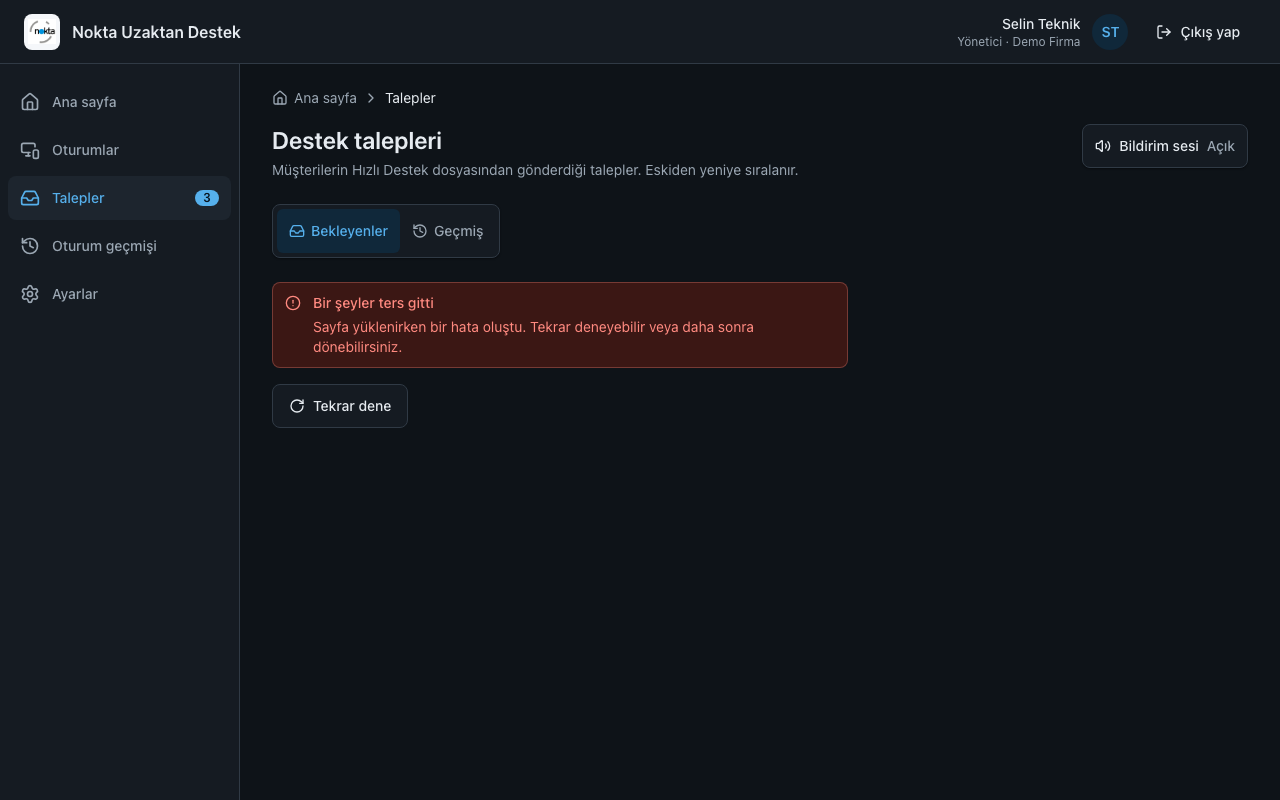 nokta
Nokta Uzaktan Destek
Selin Teknik
Yönetici · Demo Firma
ST
Çıkış yap
Ana sayfa
Oturumlar
Talepler
3
Oturum geçmişi
Ayarlar
Ana sayfa > Talepler
Destek talepleri
Müşterilerin Hızlı Destek dosyasından gönderdiği talepler. Eskiden yeniye sıralanır.
Bildirim sesi Açık
Bekleyenler
Geçmiş
Bir şeyler ters gitti
Sayfa yüklenirken bir hata oluştu. Tekrar deneyebilir veya daha sonra
dönebilirsiniz.
Tekrar dene